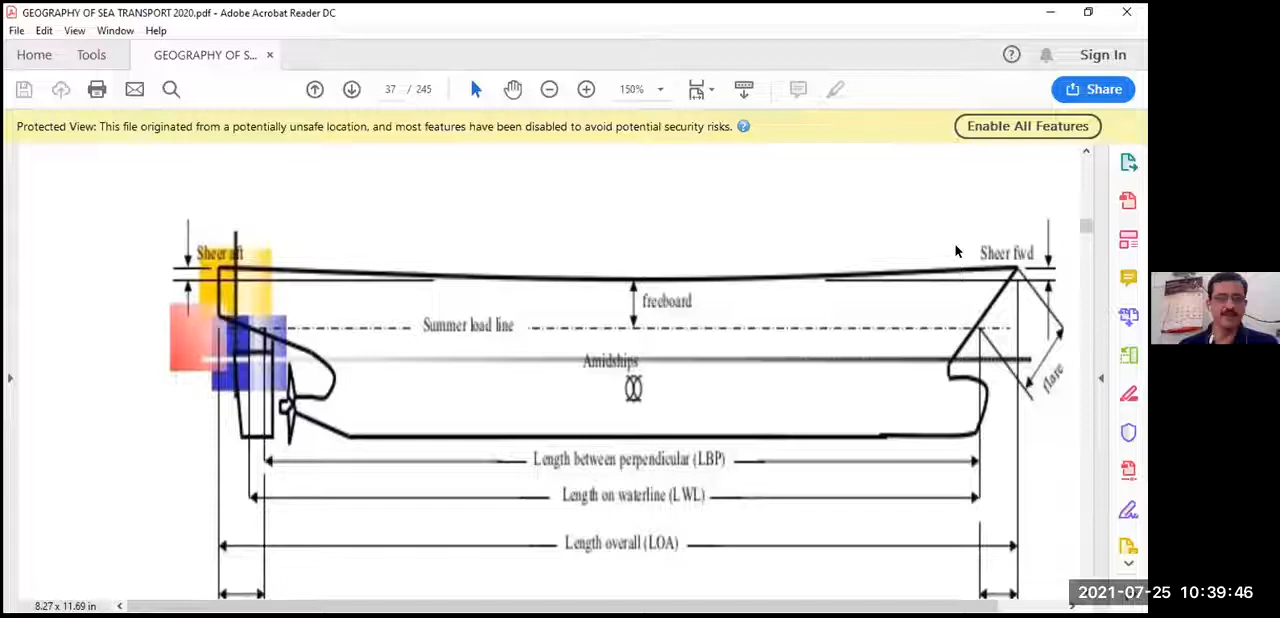 GEOGRAPHY OF SEA TRANSPORT 2020.pdf - Adobe Acrobat Reader DC
File Edit View Window Help
Home Tools GEOGRAPHY OF S... × Sign In
37 / 245 150% Share
Protected View: This file originated from a potentially unsafe location, and most features have been disabled to avoid potential security risks. Enable All Features
Sheer aft Sheer fwd
freeboard
Summer load line
Amidships
flare
Length between perpendicular (LBP)
Length on waterline (LWL)
Length overall (LOA)
8.27 x 11.69 in
2021-07-25 10:39:46